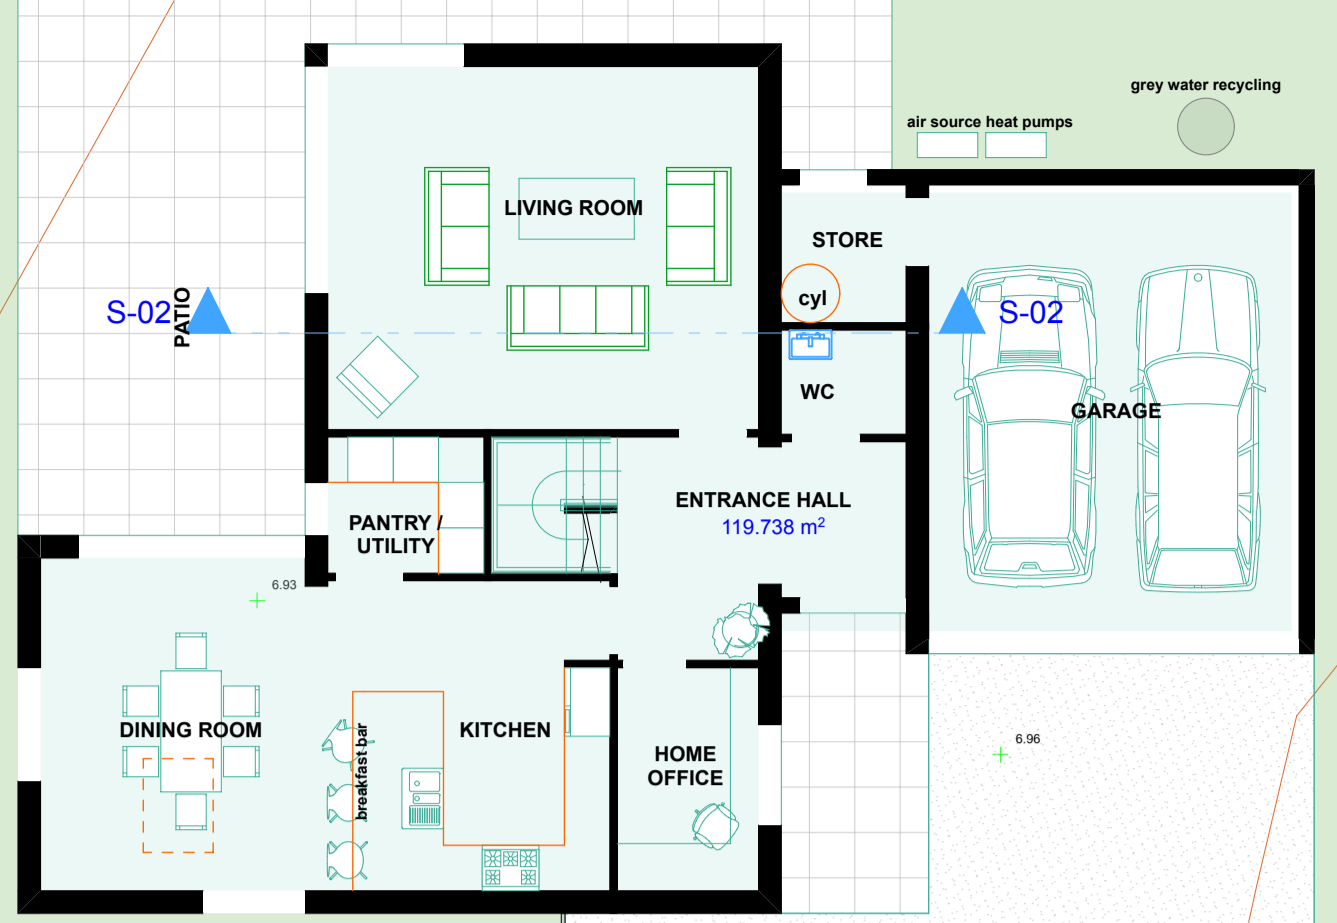 grey water recycling
air source heat pumps
LIVING ROOM
STORE
cyl
S-02
PATIO
S-02
WC
GARAGE
ENTRANCE HALL
119.738 m²
PANTRY /
UTILITY
6.93
DINING ROOM
breakfast bar
KITCHEN
HOME
OFFICE
6.96